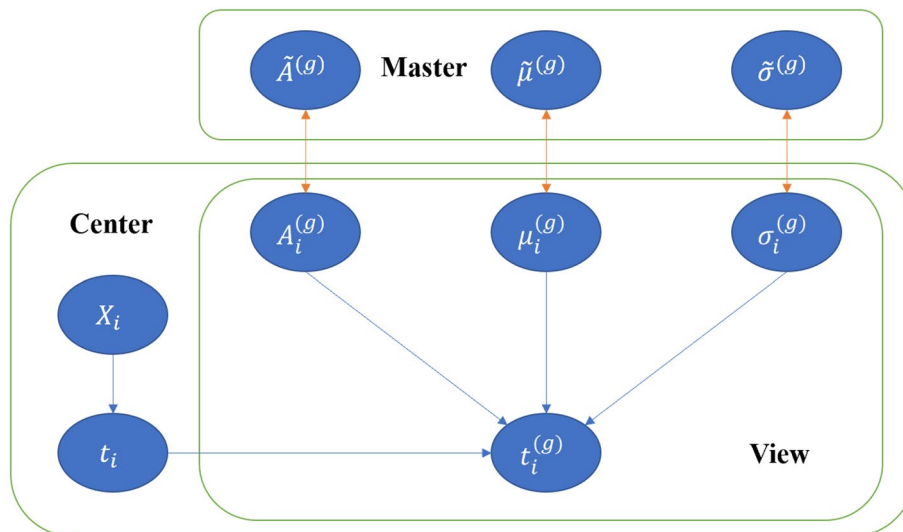 Ã^(g) Master μ̃^(g) σ̃^(g)
Center
A_i^(g) μ_i^(g) σ_i^(g)
X_i
t_i t_i^(g) View